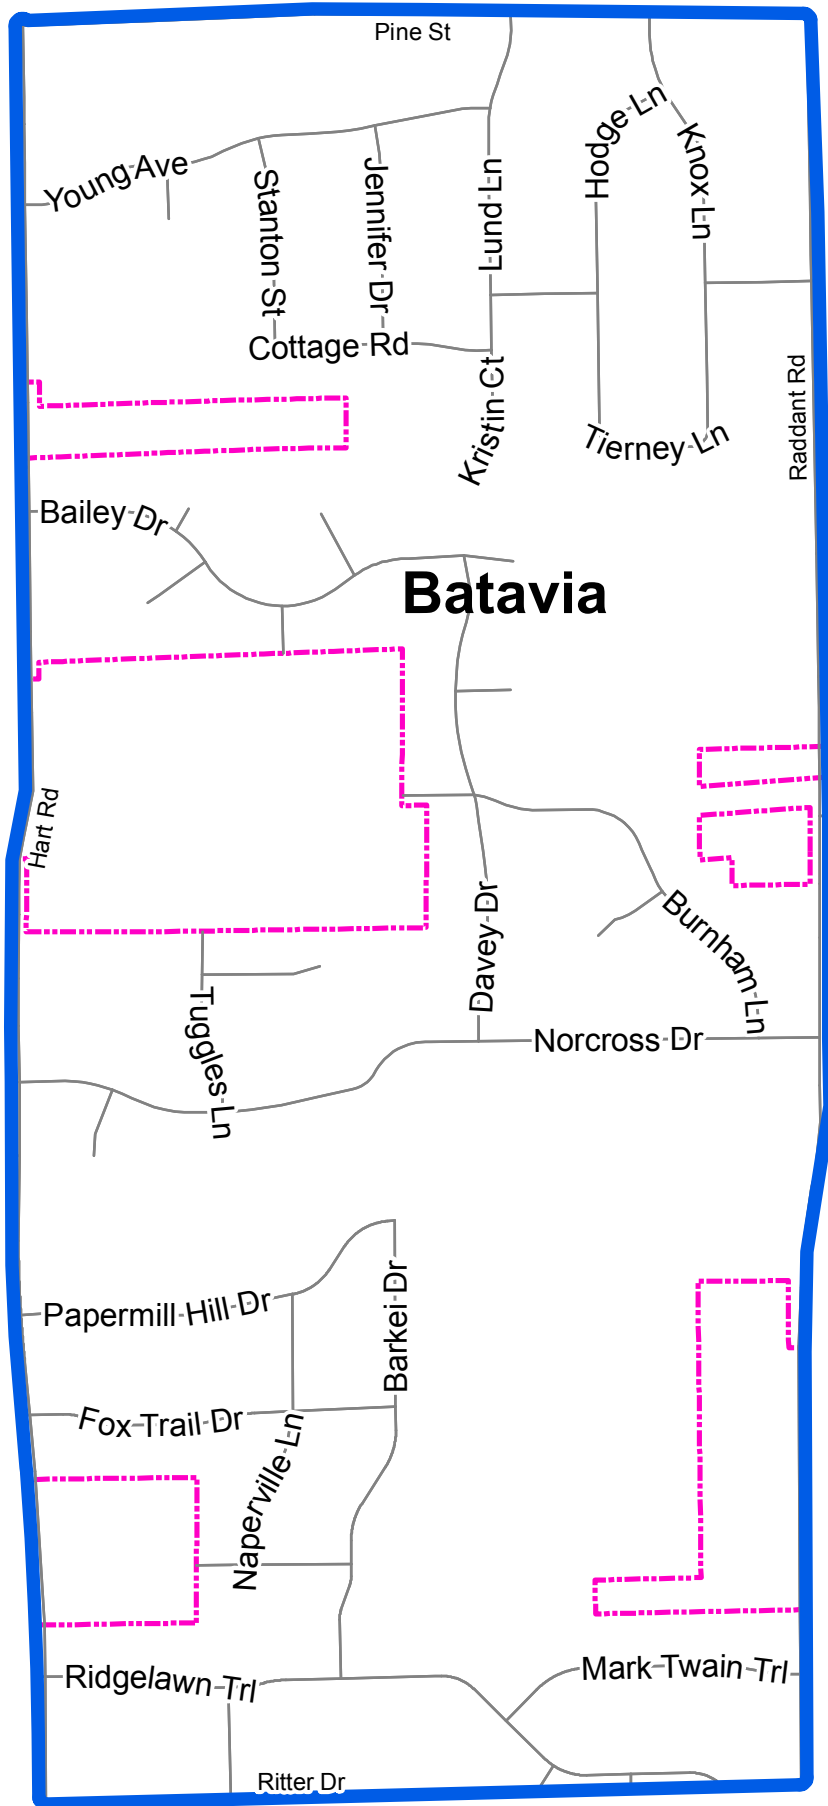 Pine St
Hodge Ln
Young Ave
Stanton St
Jennifer Dr
Lund Ln
Knox Ln
Cottage Rd
Kristin Ct
Raddant Rd
Tierney Ln
Bailey Dr
Batavia
Hart Rd
Davey Dr
Burnham Ln
Tuggles Ln
Norcross Dr
Papermill Hill Dr
Barkei Dr
Fox Trail Dr
Naperville Ln
Ridgelawn Trl
Mark Twain Trl
Ritter Dr